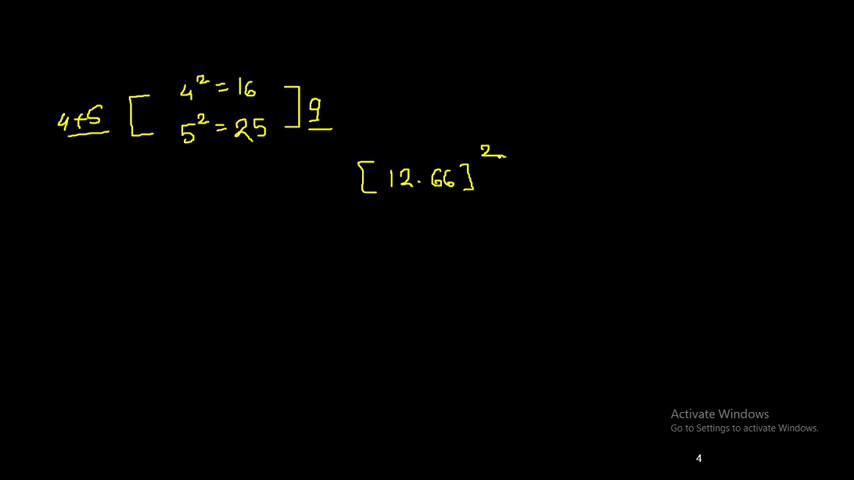 4² = 16
4+5 [ ] 9
5² = 25
[12.66]²
Activate Windows
Go to Settings to activate Windows.
4